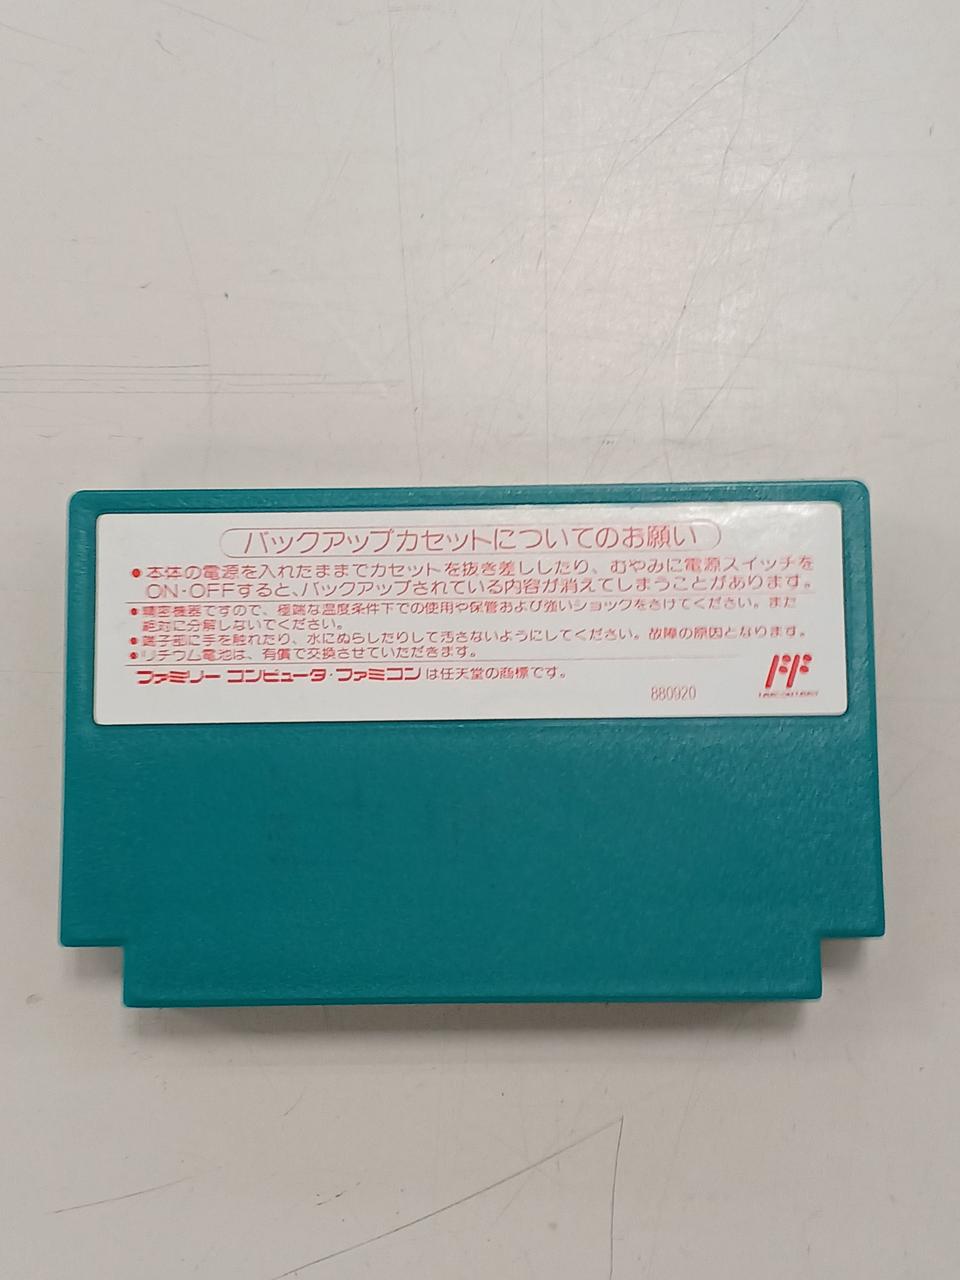 バックアップカセットについてのお願い
●本体の電源を入れたままでカセットを抜き差ししたり、むやみに電源スイッチを
ON・OFFすると、バックアップされている内容が消えてしまうことがあります。
●精密機器ですので、極端な温度条件下での使用や保管および強いショックをさけてください。また
絶対に分解しないでください。
●端子部に手を触れたり、水にぬらしたりして汚さないようにしてください。故障の原因となります。
●リチウム電池は、有償で交換させていただきます。
ファミリー コンピュータ・ファミコン は任天堂の商標です。
880920